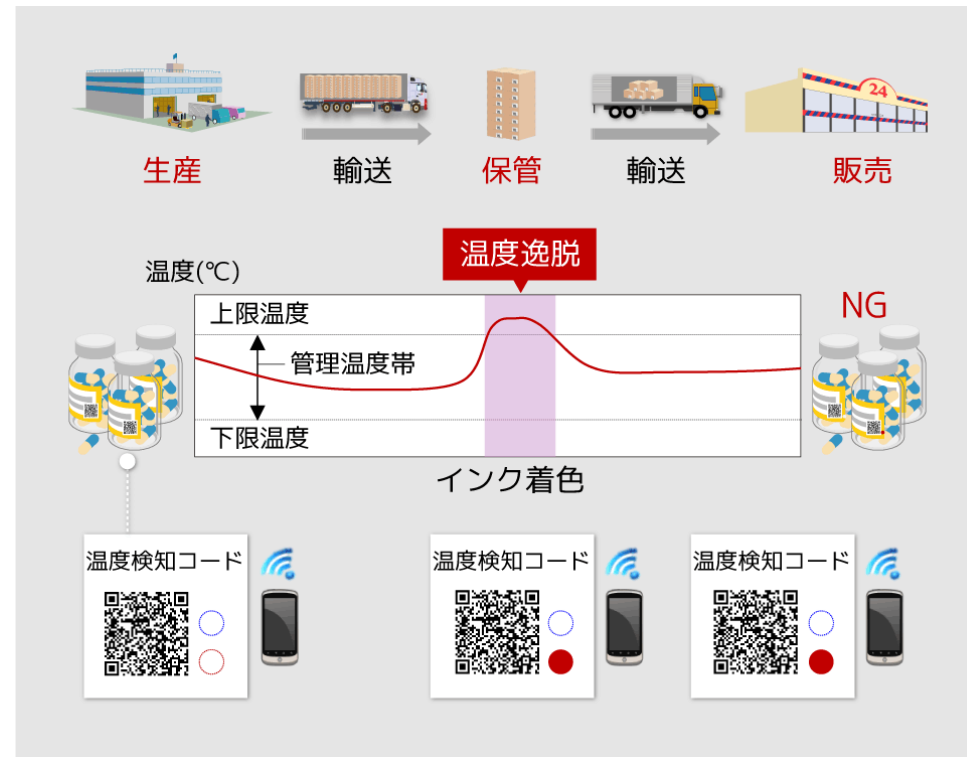 24
生産
輸送
保管
輸送
販売
温度逸脱
温度(℃)
上限温度
NG
管理温度帯
下限温度
インク着色
温度検知コード
温度検知コード
温度検知コード